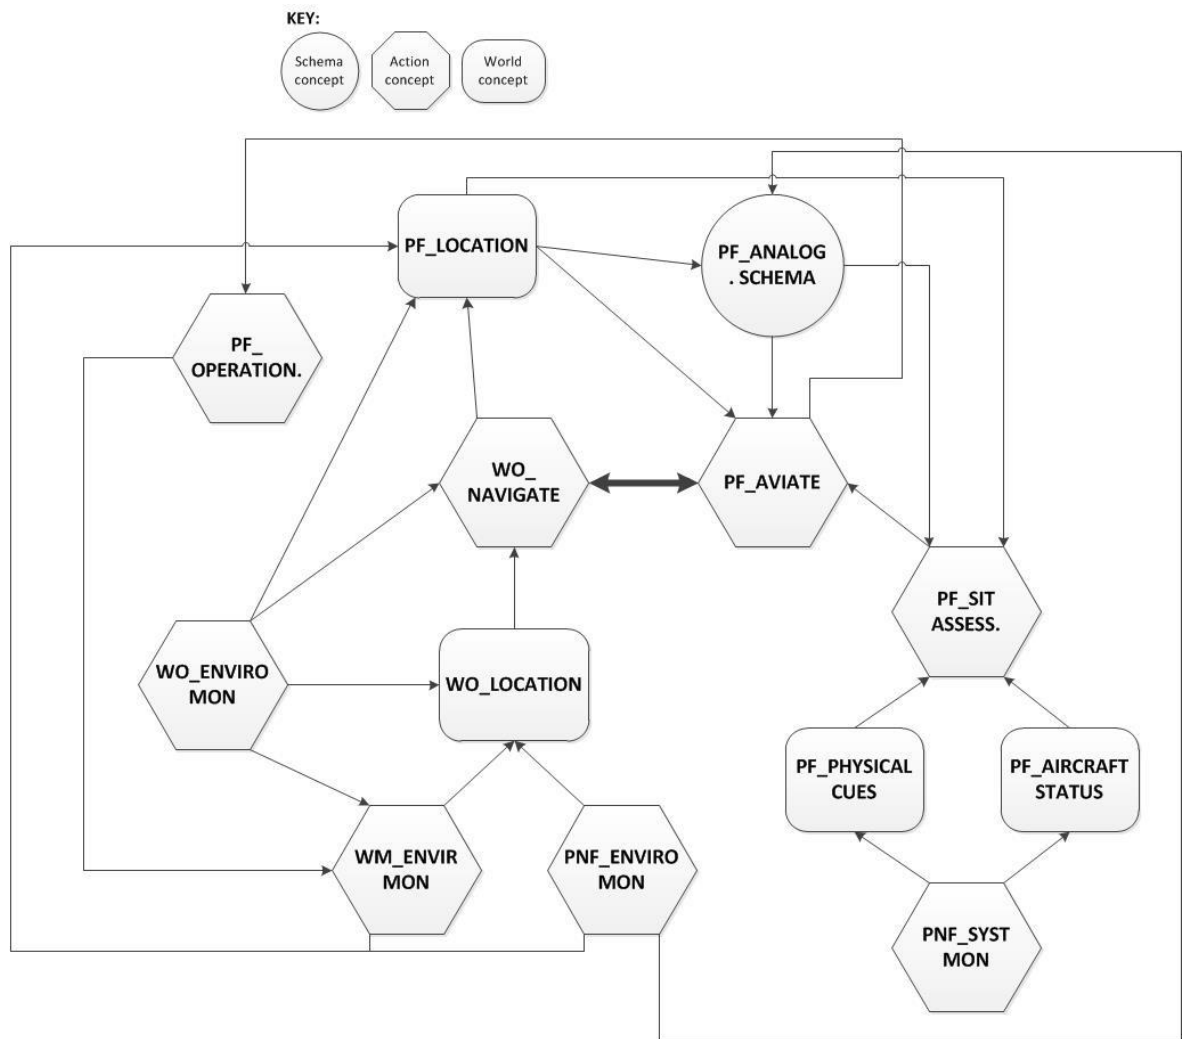 KEY:
Schema
concept
Action
concept
World
concept
PF_LOCATION
PF_ANALOG
. SCHEMA
PF_
OPERATION.
WO_
NAVIGATE
PF_AVIATE
PF_SIT
ASSESS.
WO_ENVIRO
MON
WO_LOCATION
PF_PHYSICAL
CUES
PF_AIRCRAFT
STATUS
WM_ENVIR
MON
PNF_ENVIRO
MON
PNF_SYST
MON